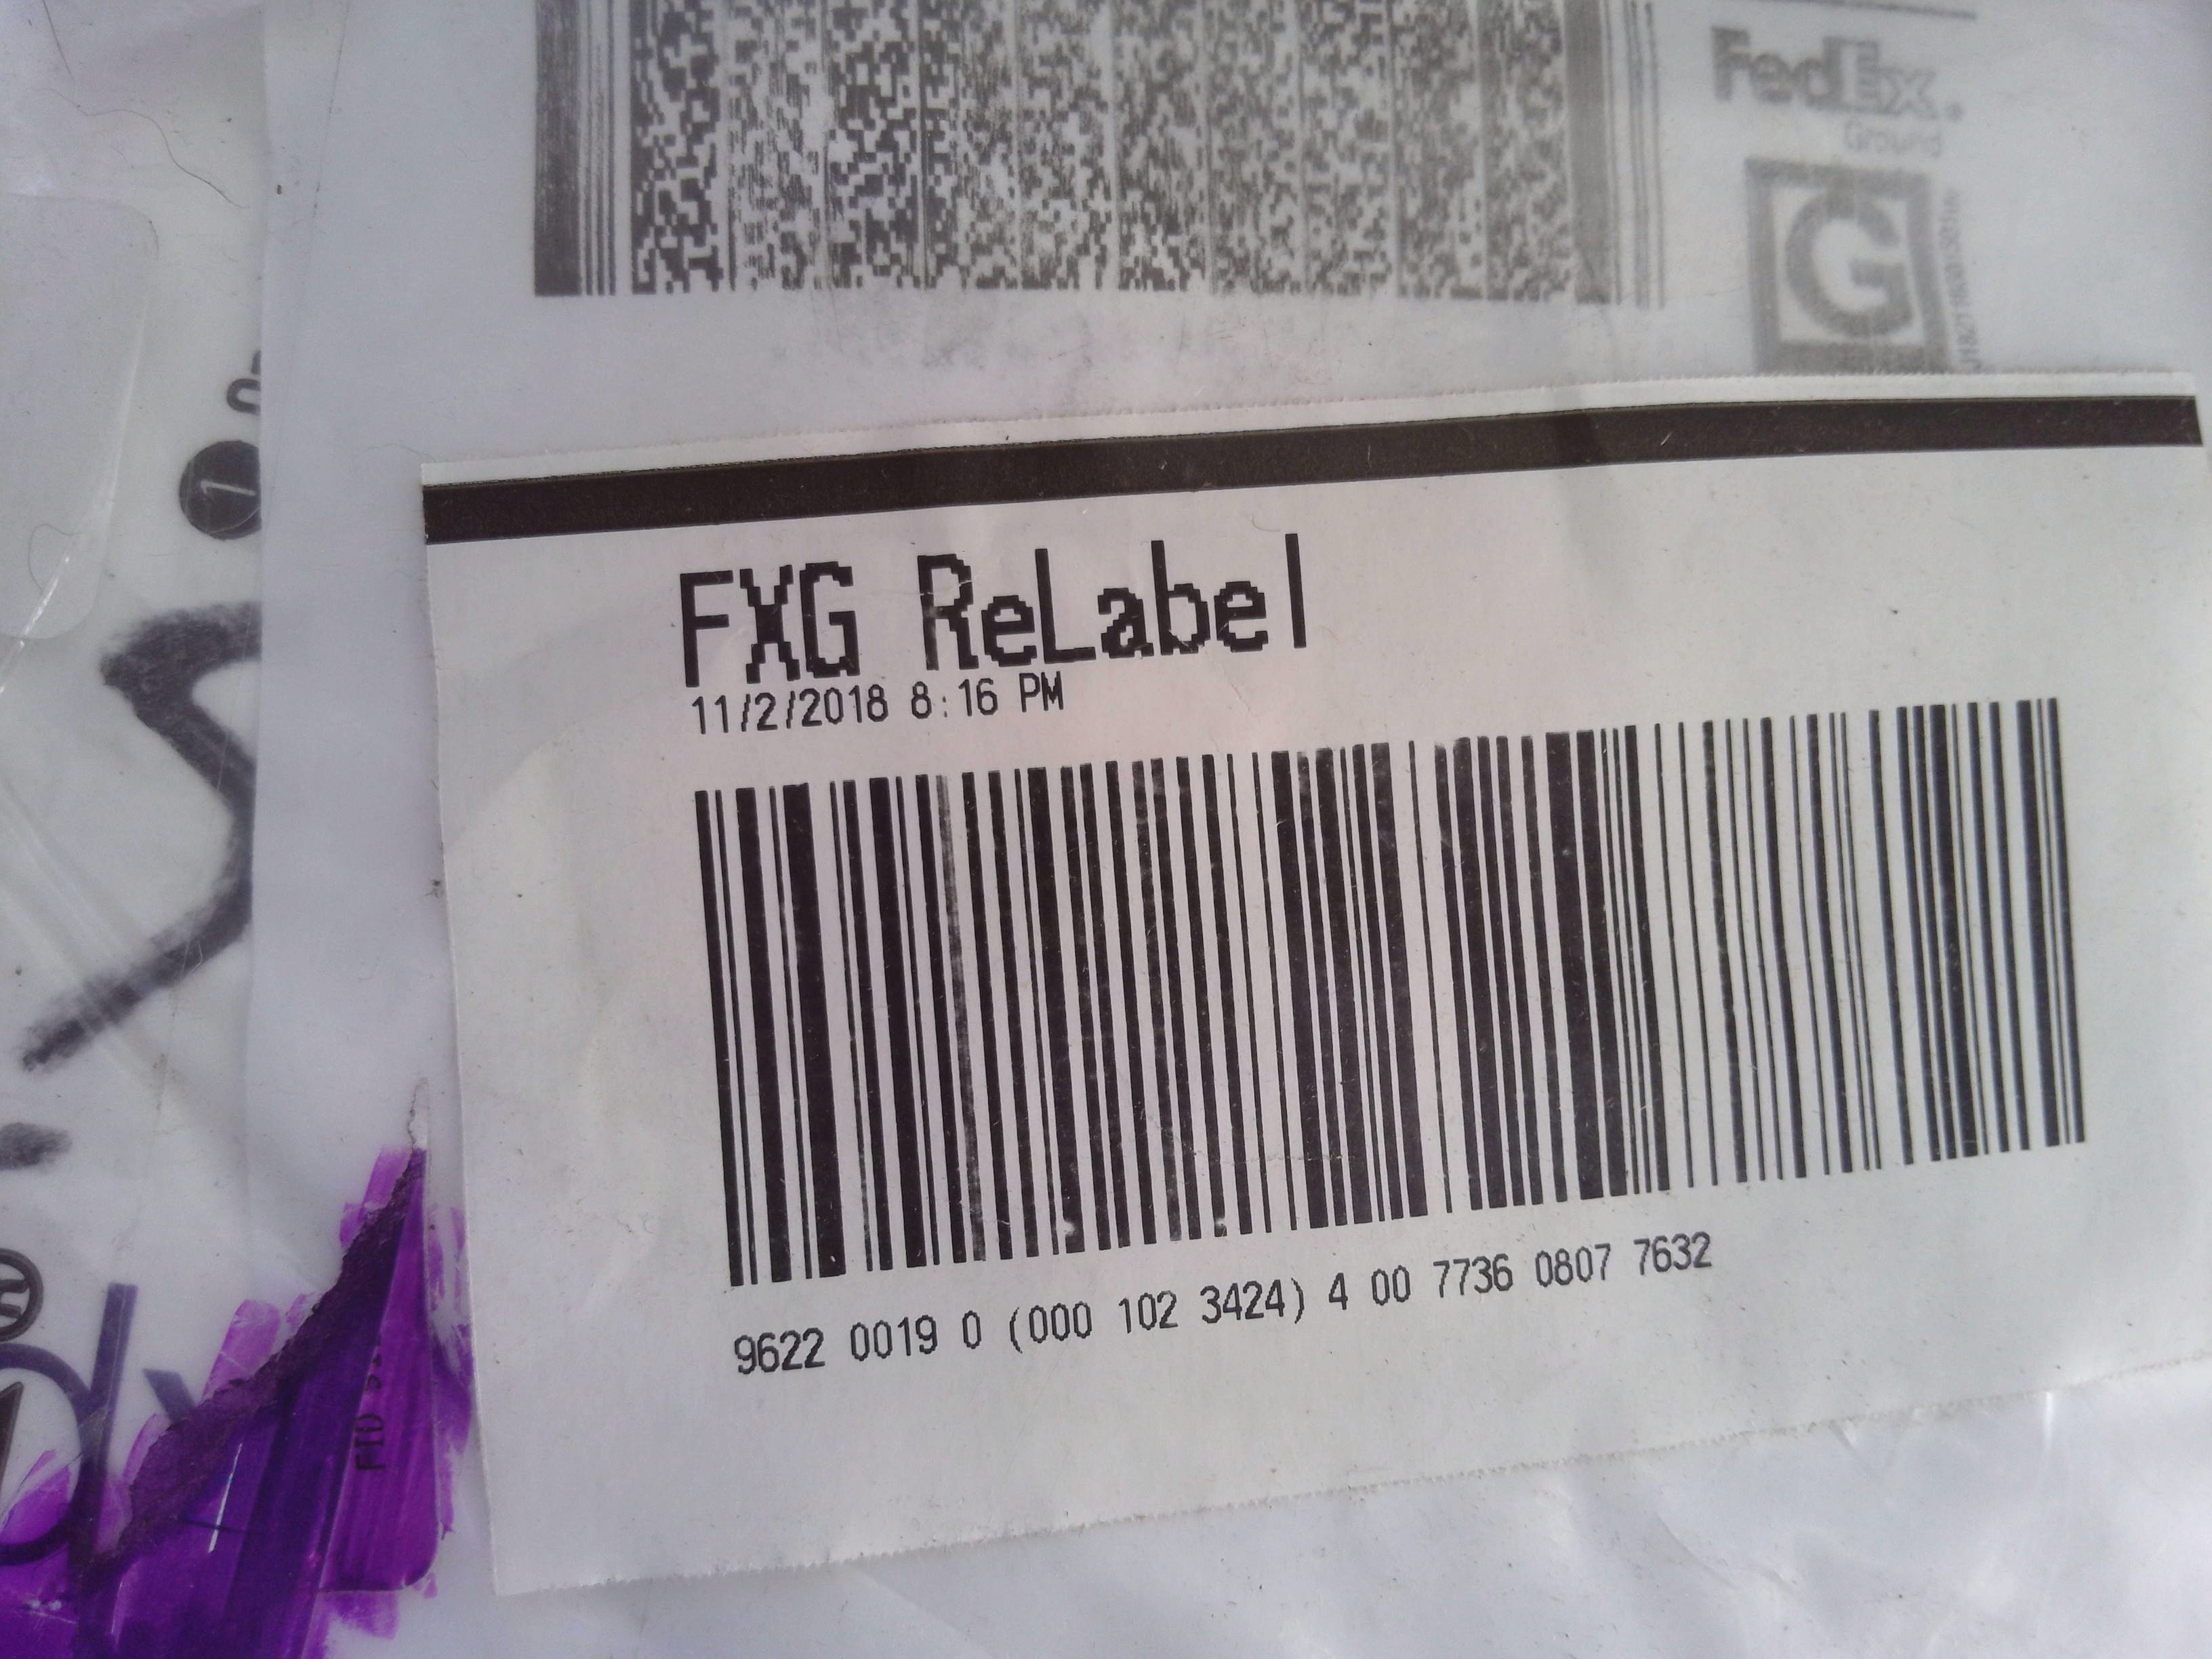 FedEx.
Ground
G
1
FXG ReLabel
11/2/2018 8:16 PM
9622 0019 0 (000 102 3424) 4 00 7736 0807 7632